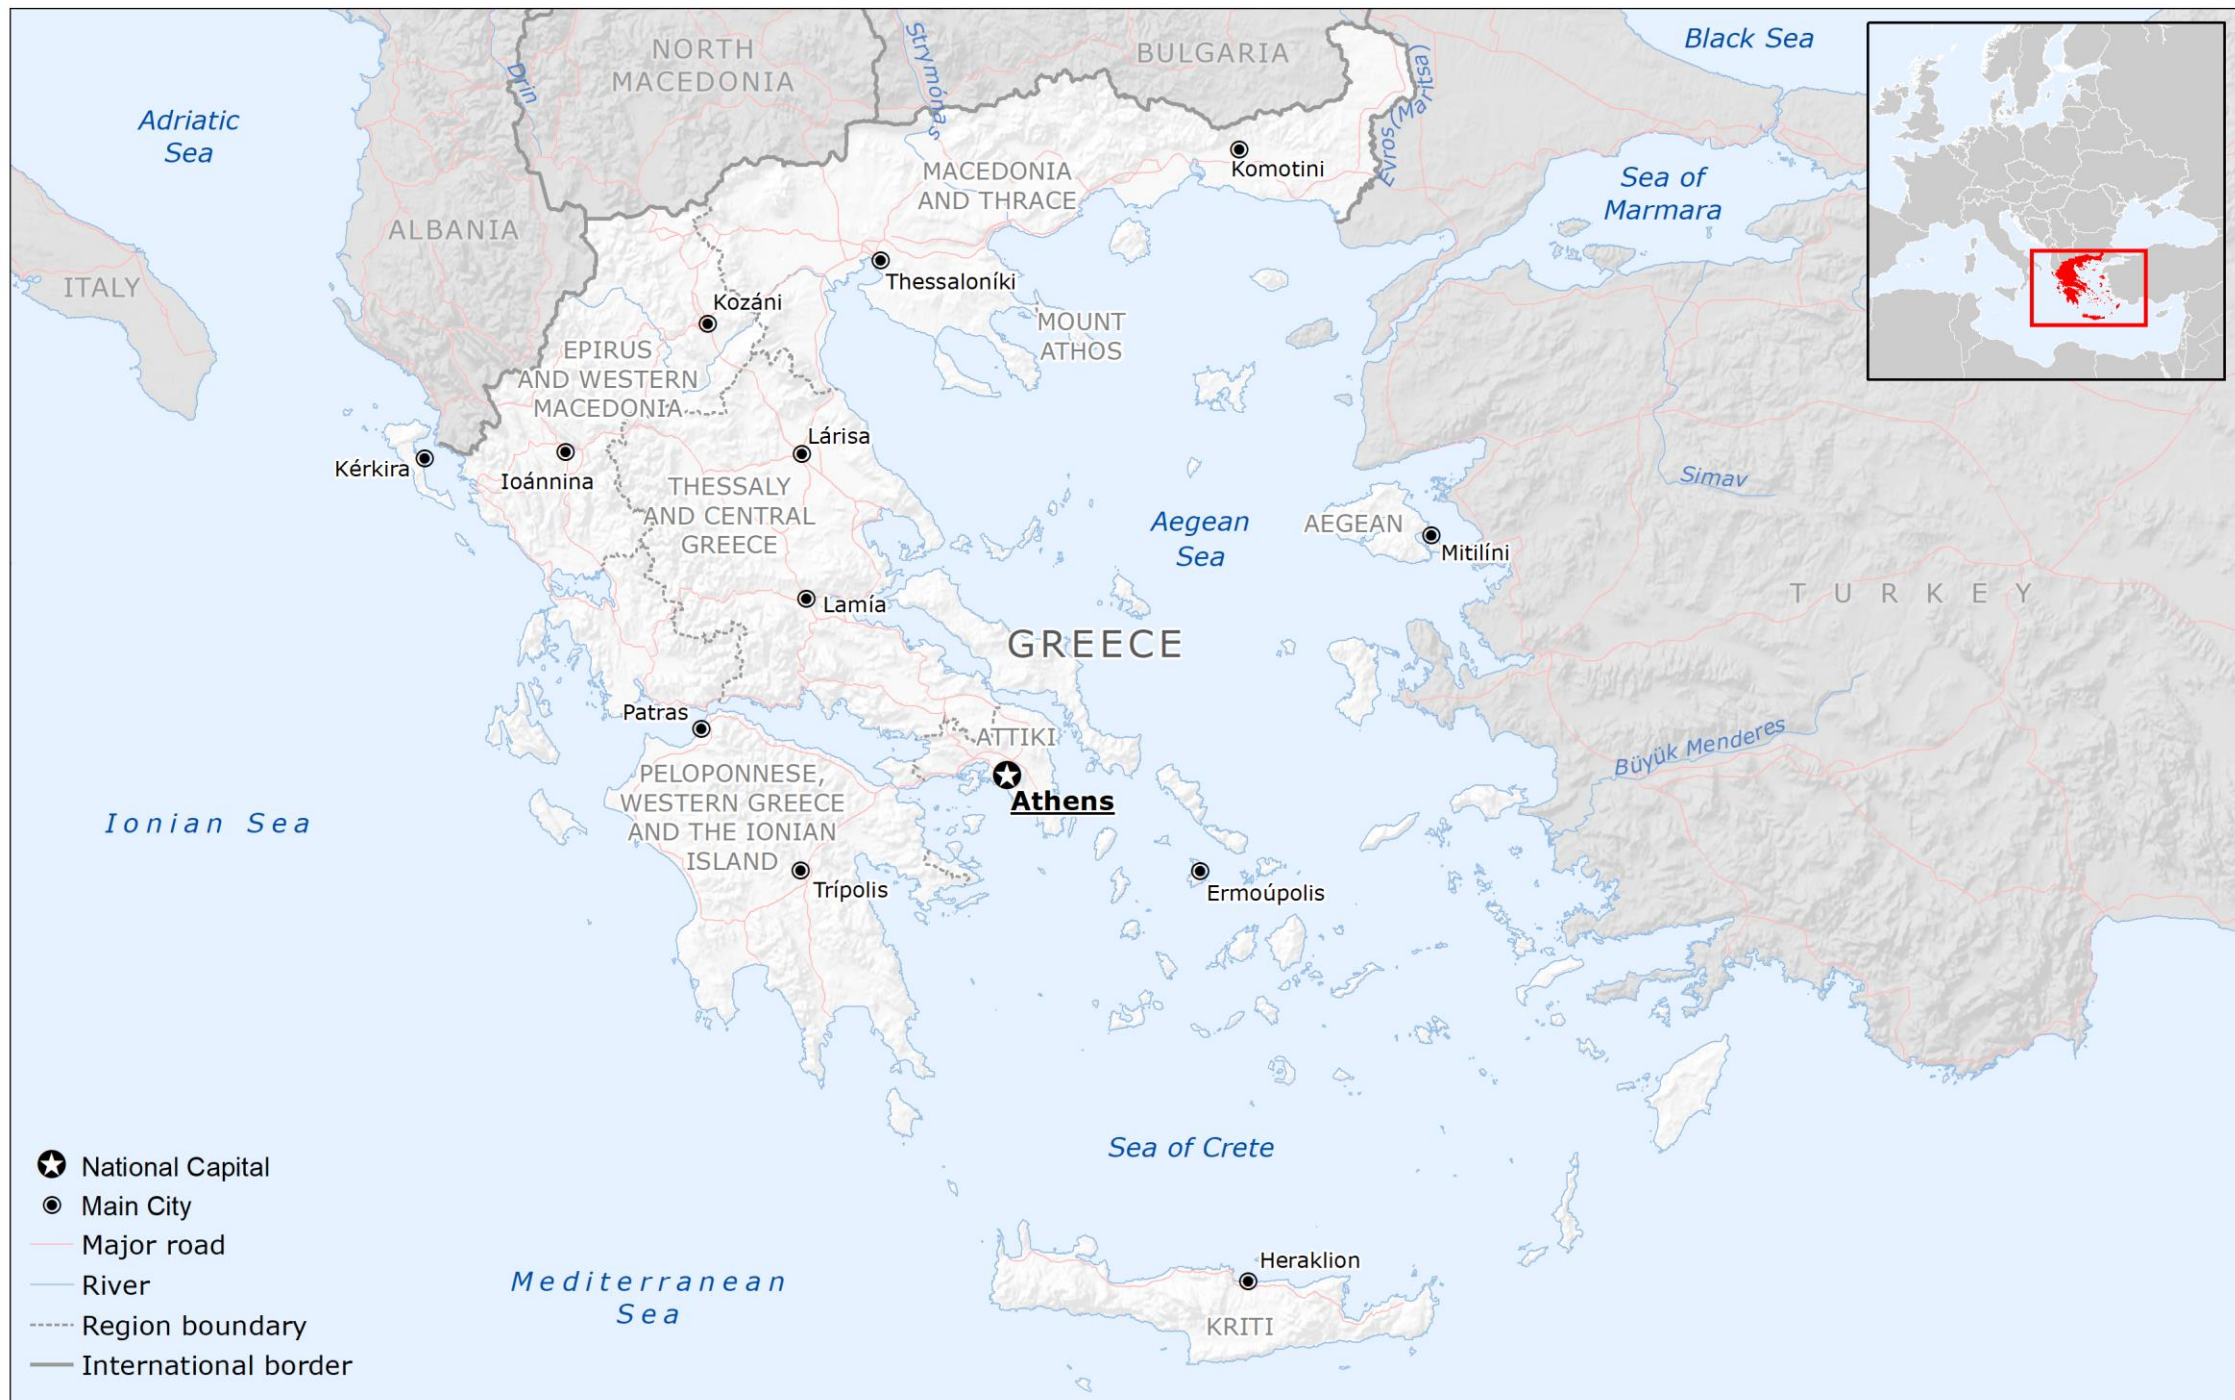 NORTH
MACEDONIA
BULGARIA
Black Sea
Drin
Strymónas
Evros (Maritsa)
Adriatic
Sea
ALBANIA
ITALY
MACEDONIA
AND THRACE
Komotini
Sea of
Marmara
Thessaloníki
Kozáni
MOUNT
ATHOS
EPIRUS
AND WESTERN
MACEDONIA
Kérkira
Ioánnina
Lárisa
THESSALY
AND CENTRAL
GREECE
Aegean
Sea
AEGEAN
Mitilíni
Simav
TURKEY
Lamía
GREECE
Patras
ATTIKI
Athens
Büyük Menderes
PELOPONNESE,
WESTERN GREECE
AND THE IONIAN
ISLAND
Ionian Sea
Trípolis
Ermoúpolis
Sea of Crete
Heraklion
KRITI
Mediterranean
Sea
National Capital
Main City
Major road
River
Region boundary
International border